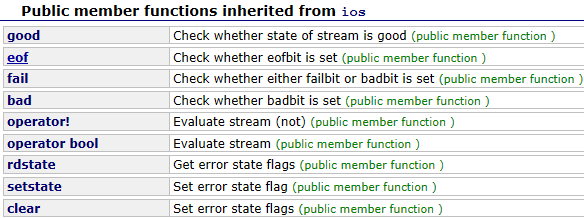 Public member functions inherited from ios
good Check whether state of stream is good (public member function )
eof Check whether eofbit is set (public member function )
fail Check whether either failbit or badbit is set (public member function )
bad Check whether badbit is set (public member function )
operator! Evaluate stream (not) (public member function )
operator bool Evaluate stream (public member function )
rdstate Get error state flags (public member function )
setstate Set error state flag (public member function )
clear Set error state flags (public member function )